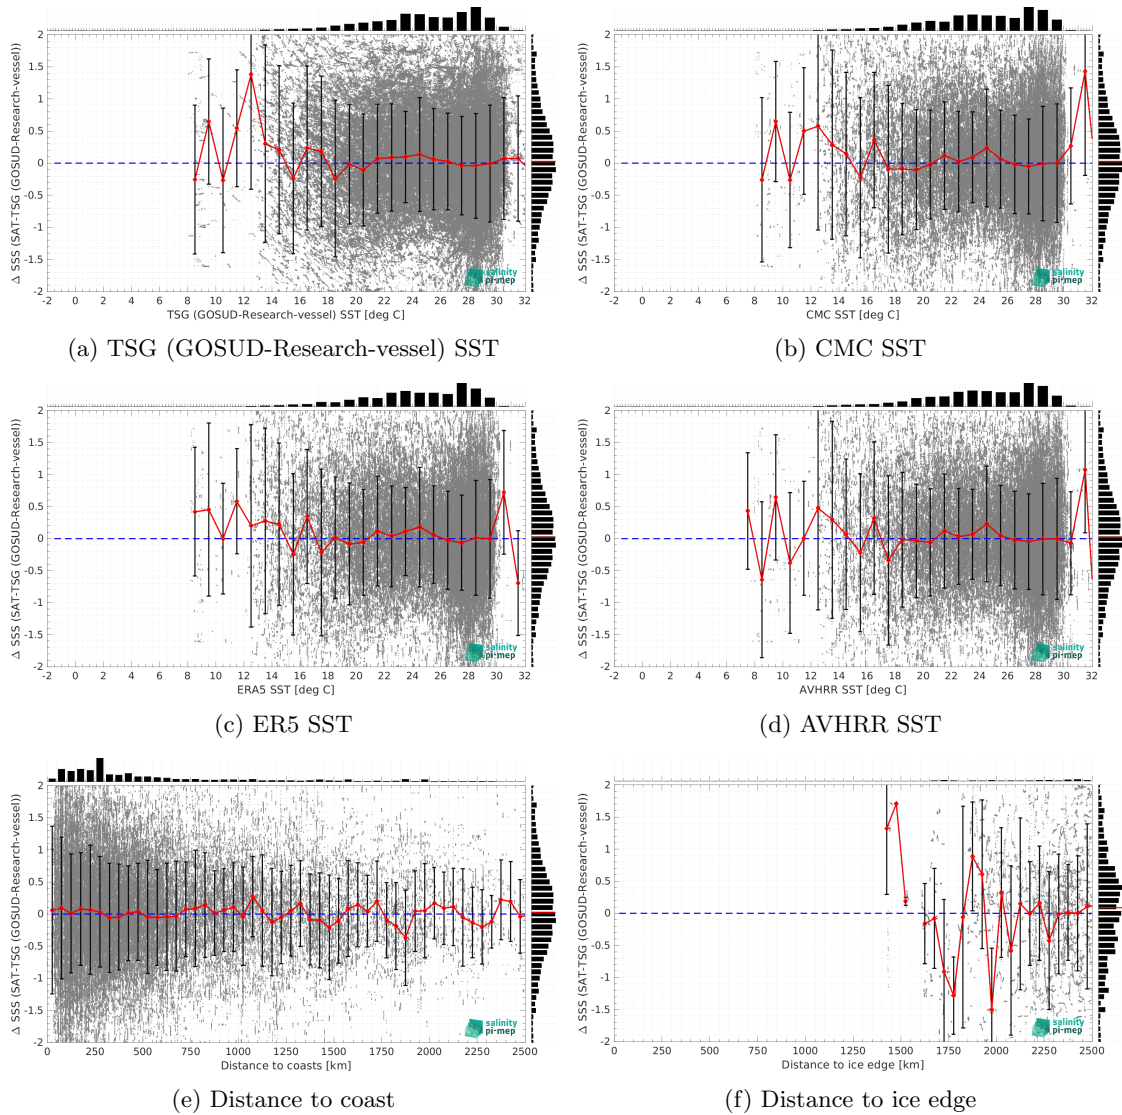 2
1.5
1
0.5
0
-0.5
-1
-1.5
-2
Δ SSS (SAT-TSG (GOSUD-Research-vessel))
-2 0 2 4 6 8 10 12 14 16 18 20 22 24 26 28 30 32
TSG (GOSUD-Research-vessel) SST [deg C]
salinity
pi-mep
(a) TSG (GOSUD-Research-vessel) SST
2
1.5
1
0.5
0
-0.5
-1
-1.5
-2
Δ SSS (SAT-TSG (GOSUD-Research-vessel))
-2 0 2 4 6 8 10 12 14 16 18 20 22 24 26 28 30 32
CMC SST [deg C]
salinity
pi-mep
(b) CMC SST
2
1.5
1
0.5
0
-0.5
-1
-1.5
-2
Δ SSS (SAT-TSG (GOSUD-Research-vessel))
-2 0 2 4 6 8 10 12 14 16 18 20 22 24 26 28 30 32
ERA5 SST [deg C]
salinity
pi-mep
(c) ER5 SST
2
1.5
1
0.5
0
-0.5
-1
-1.5
-2
Δ SSS (SAT-TSG (GOSUD-Research-vessel))
-2 0 2 4 6 8 10 12 14 16 18 20 22 24 26 28 30 32
AVHRR SST [deg C]
salinity
pi-mep
(d) AVHRR SST
2
1.5
1
0.5
0
-0.5
-1
-1.5
-2
Δ SSS (SAT-TSG (GOSUD-Research-vessel))
0 250 500 750 1000 1250 1500 1750 2000 2250 2500
Distance to coasts [km]
salinity
pi-mep
(e) Distance to coast
2
1.5
1
0.5
0
-0.5
-1
-1.5
-2
Δ SSS (SAT-TSG (GOSUD-Research-vessel))
0 250 500 750 1000 1250 1500 1750 2000 2250 2500
Distance to ice edge [km]
salinity
pi-mep
(f) Distance to ice edge